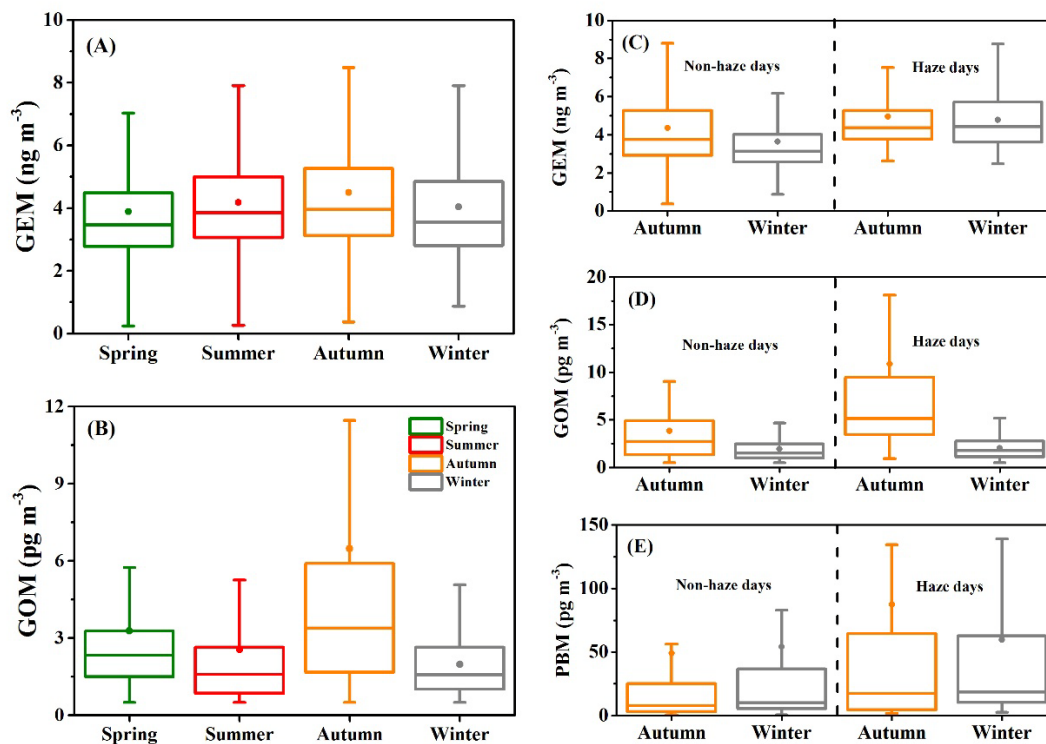 (A)
GEM (ng m-3)
10
8
6
4
2
0
Spring Summer Autumn Winter
(B)
GOM (pg m-3)
12
9
6
3
0
Spring
Summer
Autumn
Winter
Spring Summer Autumn Winter
(C)
GEM (ng m-3)
10
8
6
4
2
0
Non-haze days
Haze days
Autumn Winter Autumn Winter
(D)
GOM (pg m-3)
20
15
10
5
0
Non-haze days
Haze days
Autumn Winter Autumn Winter
(E)
PBM (pg m-3)
150
100
50
0
Non-haze days
Haze days
Autumn Winter Autumn Winter